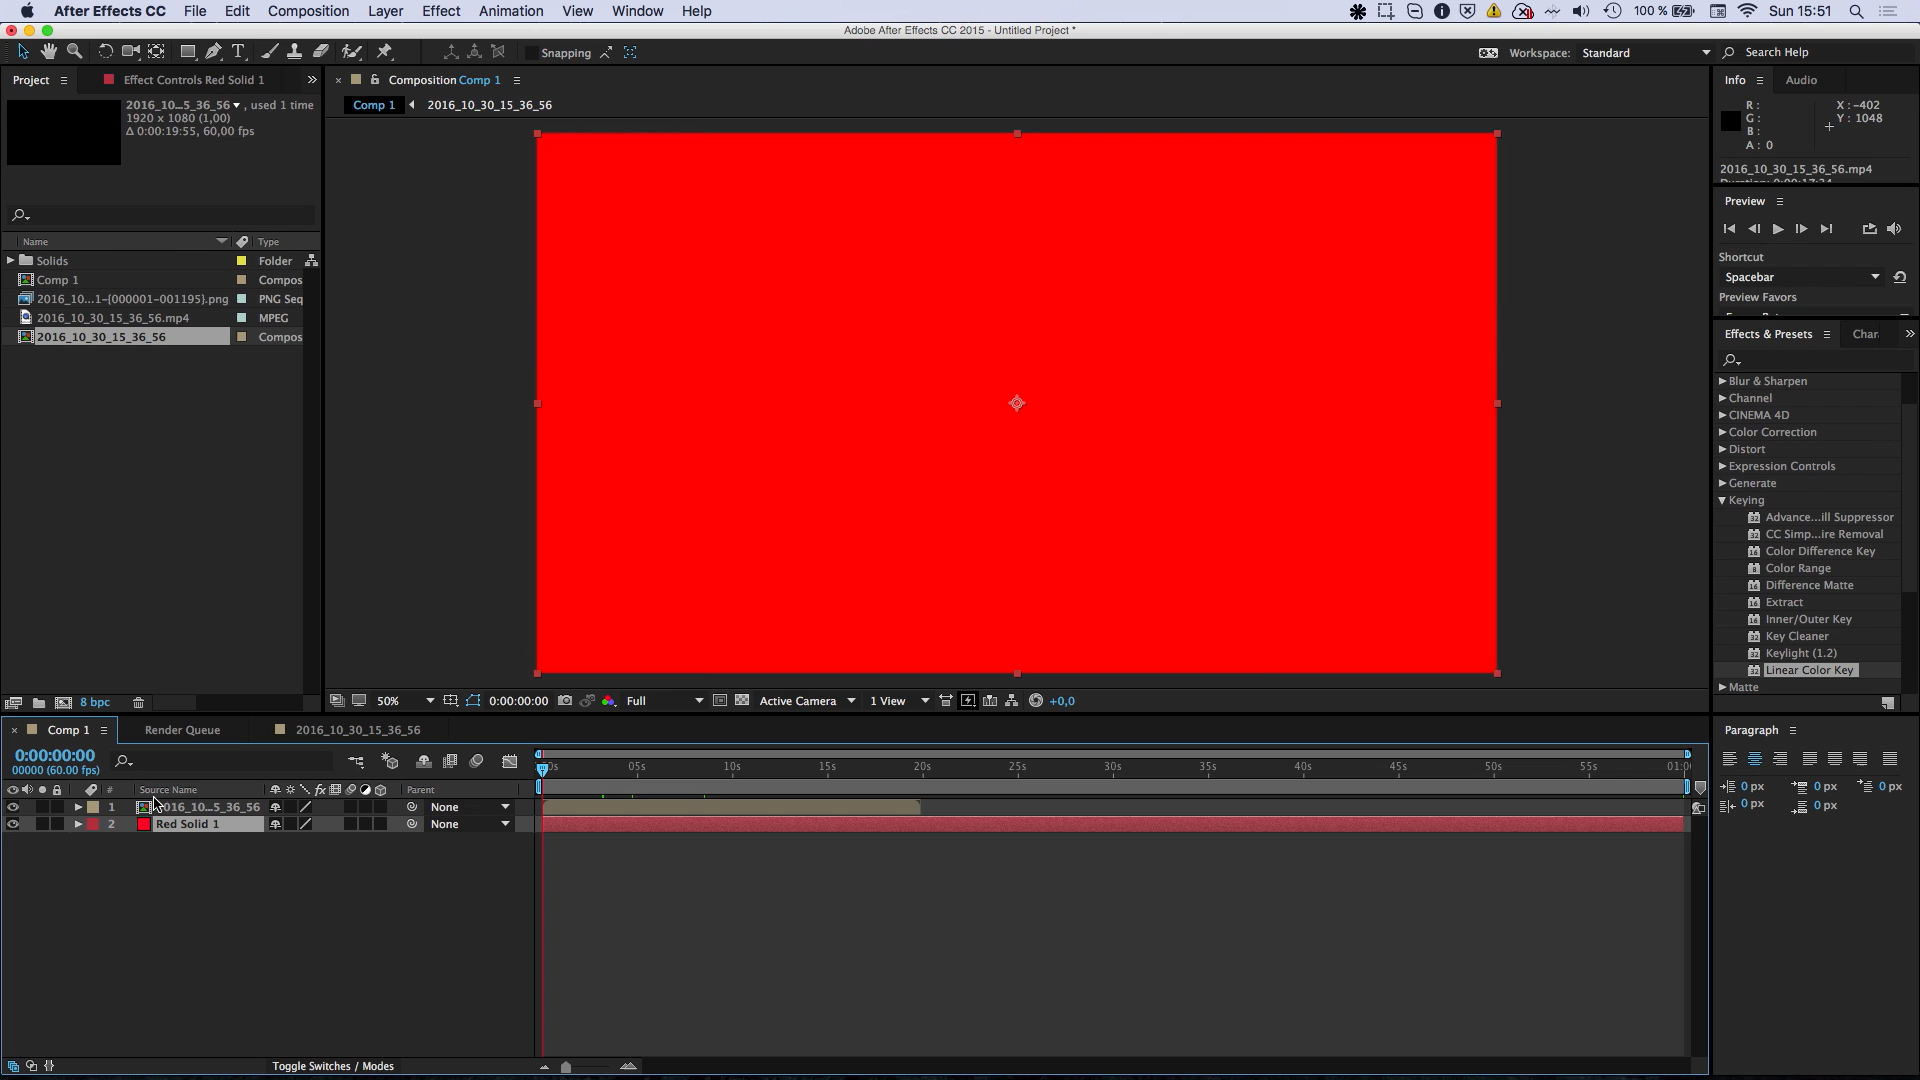 After Effects CC File Edit Composition Layer Effect Animation View Window Help 100 % Sun 15:51
Adobe After Effects CC 2015 - Untitled Project *
Snapping Workspace: Standard Search Help
Project Effect Controls Red Solid 1
Composition Comp 1
Info Audio
2016_10...5_36_56 , used 1 time
1920 x 1080 (1,00)
Δ 0:00:19:55, 60,00 fps
Comp 1 2016_10_30_15_36_56
R:
G:
B:
A: 0
X: -402
Y: 1048
2016_10_30_15_36_56.mp4
Preview
Shortcut
Spacebar
Preview Favors
Name Type
Solids Folder
Comp 1 Compos
2016_10...1-{000001-001195}.png PNG Seq
2016_10_30_15_36_56.mp4 MPEG
2016_10_30_15_36_56 Compos
Effects & Presets Char
Blur & Sharpen
Channel
CINEMA 4D
Color Correction
Distort
Expression Controls
Generate
Keying
Advance...ill Suppressor
CC Simp...ire Removal
Color Difference Key
Color Range
Difference Matte
Extract
Inner/Outer Key
Key Cleaner
Keylight (1.2)
Linear Color Key
Matte
8 bpc
50% 0:00:00:00 Full Active Camera 1 View +0,0
Comp 1 Render Queue 2016_10_30_15_36_56
0:00:00:00
00000 (60.00 fps)
05s 10s 15s 20s 25s 30s 35s 40s 45s 50s 55s
# Source Name fx Parent
1 2016_10...5_36_56 None
2 Red Solid 1 None
Paragraph
0 px 0 px 0 px
0 px 0 px
Toggle Switches / Modes